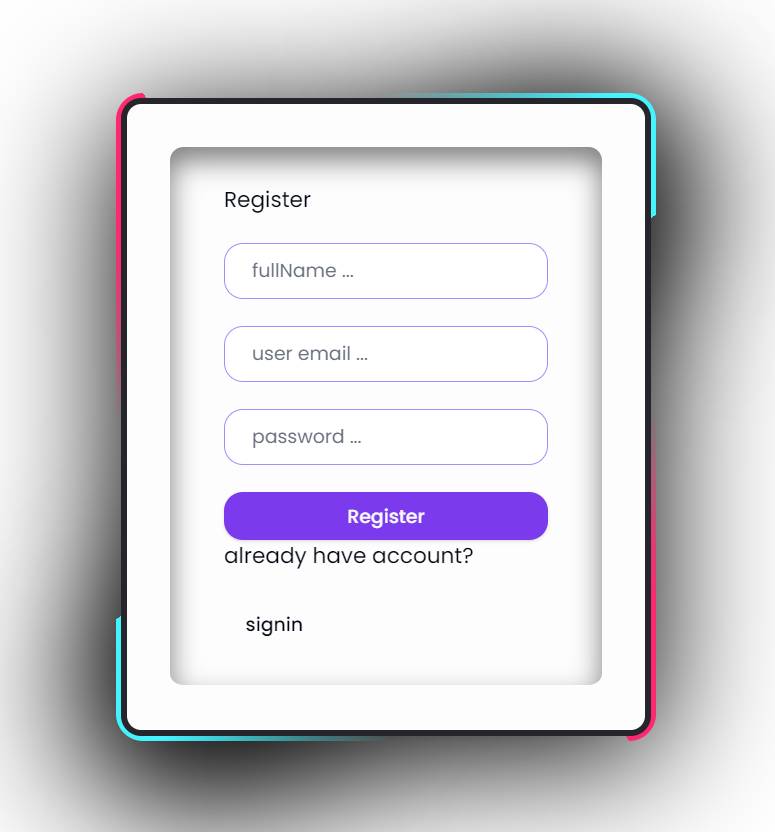 Register
fullName ...
user email ...
password ...
Register
already have account?
signin